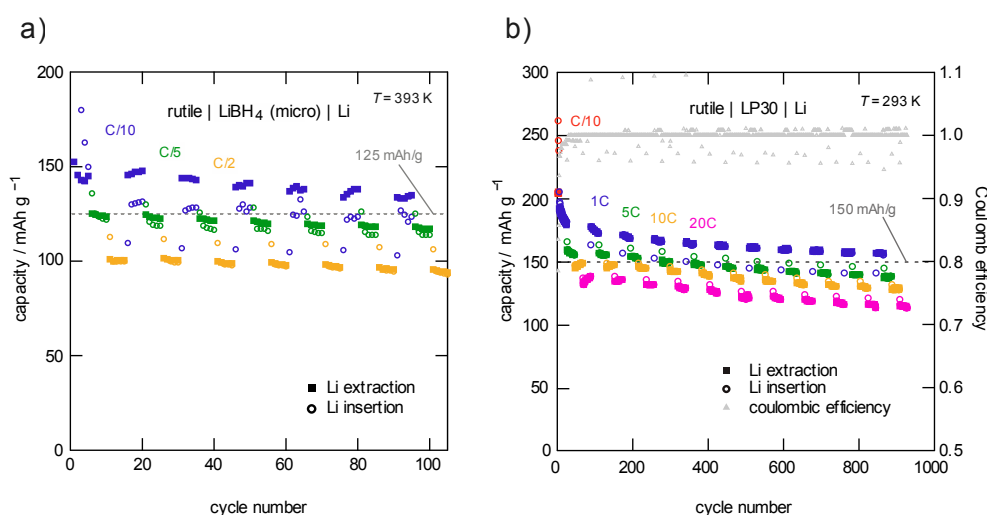 a)
200
150
100
50
0
0
20
40
60
80
100
capacity / mAh g⁻¹
cycle number
rutile | LiBH₄ (micro) | Li
T = 393 K
C/10
C/5
C/2
125 mAh/g
Li extraction
Li insertion
b)
300
250
200
150
100
50
0
0
200
400
600
800
1000
1.1
1.0
0.9
0.8
0.7
0.6
0.5
capacity / mAh g⁻¹
Coulomb efficiency
cycle number
rutile | LP30 | Li
T = 293 K
C/10
1C
5C
10C
20C
150 mAh/g
Li extraction
Li insertion
coulombic efficiency